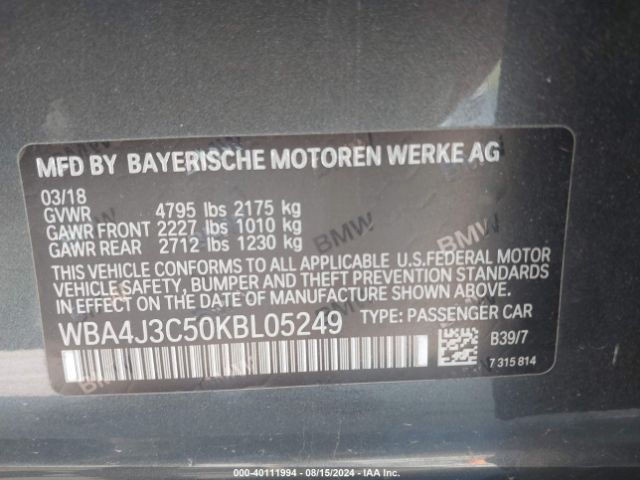 MFD BY BAYERISCHE MOTOREN WERKE AG
03/18
GVWR 4795 lbs 2175 kg
GAWR FRONT 2227 lbs 1010 kg
GAWR REAR 2712 lbs 1230 kg
THIS VEHICLE CONFORMS TO ALL APPLICABLE U.S.FEDERAL MOTOR
VEHICLE SAFETY, BUMPER AND THEFT PREVENTION STANDARDS
IN EFFECT ON THE DATE OF MANUFACTURE SHOWN ABOVE.
WBA4J3C50KBL05249 TYPE: PASSENGER CAR
B39/7
7 315 814
000-40111994 - 08/15/2024 - IAAI.COM